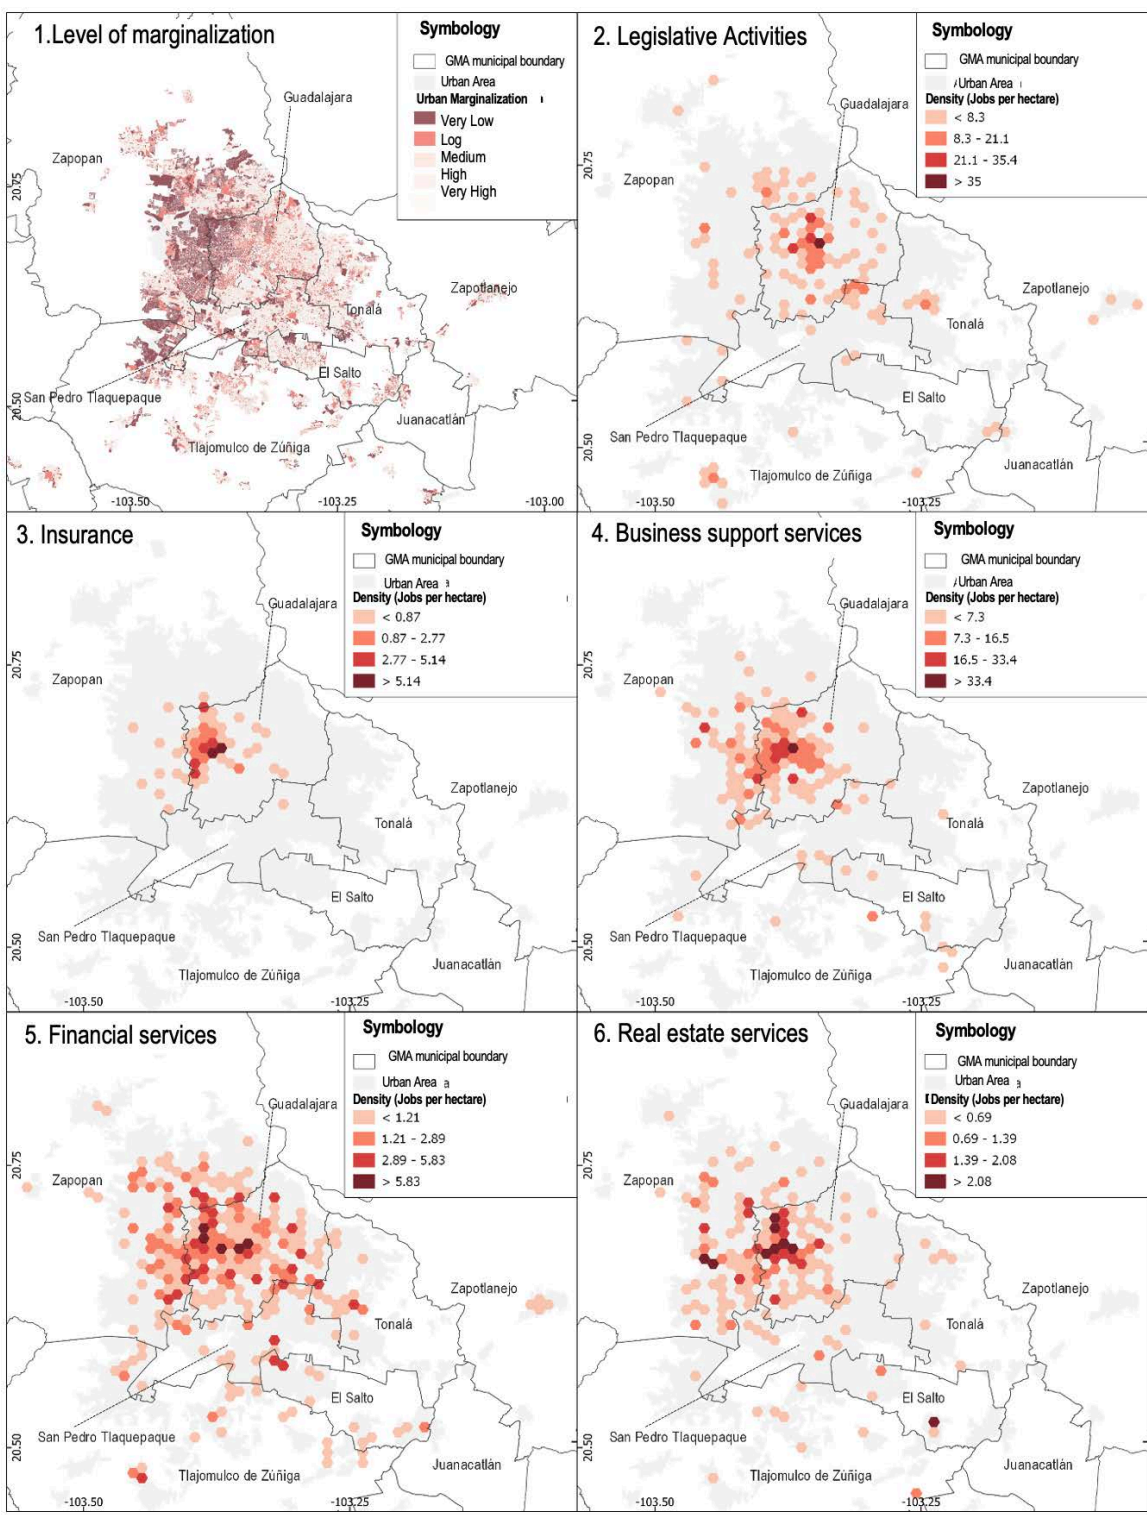 1.Level of marginalization
Symbology
GMA municipal boundary
Urban Area
Urban Marginalization
Very Low
Log
Medium
High
Very High
Guadalajara
Zapopan
20.75
Zapotlanejo
Tonalá
El Salto
San Pedro Tlaquepaque
20.50
Juanacatlán
Tlajomulco de Zúñiga
-103.50
-103.25
-103.00
2. Legislative Activities
Symbology
GMA municipal boundary
Urban Area
Density (Jobs per hectare)
< 8.3
8.3 - 21.1
21.1 - 35.4
> 35
Guadalajara
20.75
Zapopan
Zapotlanejo
Tonalá
El Salto
San Pedro Tlaquepaque
20.50
Juanacatlán
Tlajomulco de Zúñiga
-103.50
-103.25
3. Insurance
Symbology
GMA municipal boundary
Urban Area
Density (Jobs per hectare)
< 0.87
0.87 - 2.77
2.77 - 5.14
> 5.14
Guadalajara
20.75
Zapopan
Zapotlanejo
Tonalá
El Salto
San Pedro Tlaquepaque
20.50
Juanacatlán
Tlajomulco de Zúñiga
-103.50
-103.25
4. Business support services
Symbology
GMA municipal boundary
Urban Area
Density (Jobs per hectare)
< 7.3
7.3 - 16.5
16.5 - 33.4
> 33.4
Guadalajara
20.75
Zapopan
Zapotlanejo
Tonalá
El Salto
San Pedro Tlaquepaque
20.50
Juanacatlán
Tlajomulco de Zúñiga
-103.50
-103.25
5. Financial services
Symbology
GMA municipal boundary
Urban Area
Density (Jobs per hectare)
< 1.21
1.21 - 2.89
2.89 - 5.83
> 5.83
Guadalajara
20.75
Zapopan
Zapotlanejo
Tonalá
El Salto
San Pedro Tlaquepaque
20.50
Juanacatlán
Tlajomulco de Zúñiga
-103.50
-103.25
6. Real estate services
Symbology
GMA municipal boundary
Urban Area
Density (Jobs per hectare)
< 0.69
0.69 - 1.39
1.39 - 2.08
> 2.08
Guadalajara
20.75
Zapopan
Zapotlanejo
Tonalá
El Salto
San Pedro Tlaquepaque
20.50
Juanacatlán
Tlajomulco de Zúñiga
-103.50
-103.25